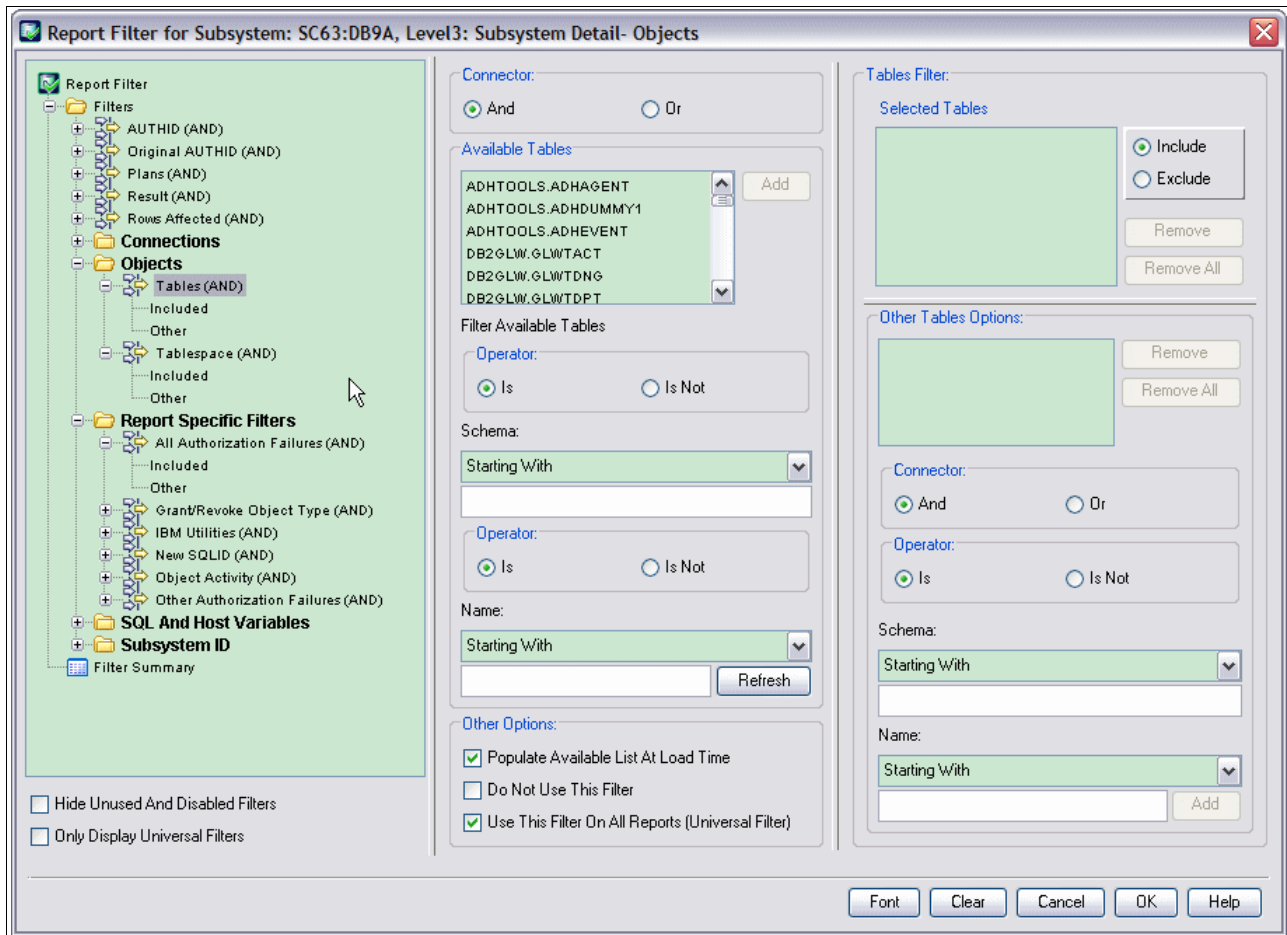 Report Filter for Subsystem: SC63:DB9A, Level3: Subsystem Detail- Objects
Report Filter
Filters
AUTHID (AND)
Original AUTHID (AND)
Plans (AND)
Result (AND)
Rows Affected (AND)
Connections
Objects
Tables (AND)
Included
Other
Tablespace (AND)
Included
Other
Report Specific Filters
All Authorization Failures (AND)
Included
Other
Grant/Revoke Object Type (AND)
IBM Utilities (AND)
New SQLID (AND)
Object Activity (AND)
Other Authorization Failures (AND)
SQL And Host Variables
Subsystem ID
Filter Summary
Hide Unused And Disabled Filters
Only Display Universal Filters
Connector:
And
Or
Available Tables
ADHTOOLS.ADHAGENT
ADHTOOLS.ADHDUMMY1
ADHTOOLS.ADHEVENT
DB2GLW.GLWTACT
DB2GLW.GLWTDNG
DB2GLW.GLWTDPT
Add
Filter Available Tables
Operator:
Is
Is Not
Schema:
Starting With
Operator:
Is
Is Not
Name:
Starting With
Refresh
Other Options:
Populate Available List At Load Time
Do Not Use This Filter
Use This Filter On All Reports (Universal Filter)
Tables Filter:
Selected Tables
Include
Exclude
Remove
Remove All
Other Tables Options:
Remove
Remove All
Connector:
And
Or
Operator:
Is
Is Not
Schema:
Starting With
Name:
Starting With
Add
Font
Clear
Cancel
OK
Help